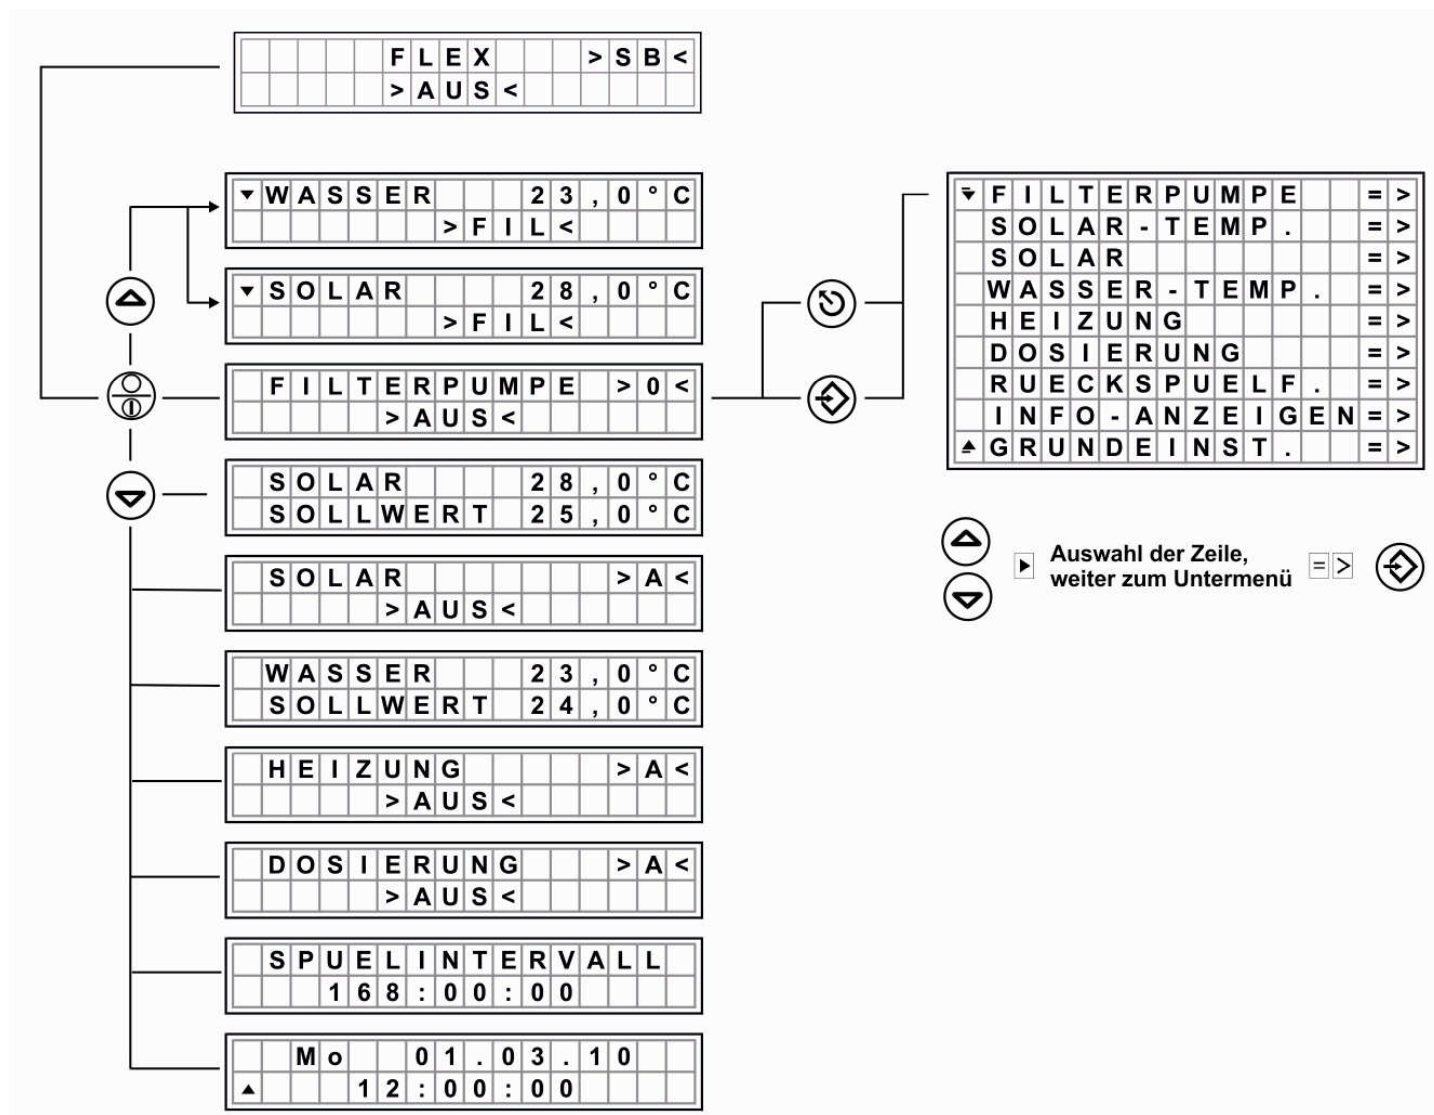 FLEX >SB<
>AUS<
▼WASSER 23,0°C
>FIL<
▼SOLAR 28,0°C
>FIL<
FILTERPUMPE >0<
>AUS<
SOLAR 28,0°C
SOLLWERT 25,0°C
SOLAR >A<
>AUS<
WASSER 23,0°C
SOLLWERT 24,0°C
HEIZUNG >A<
>AUS<
DOSIERUNG >A<
>AUS<
SPUELINTERVALL
168:00:00
Mo 01.03.10
▲ 12:00:00
FILTERPUMPE =>
SOLAR-TEMP. =>
SOLAR =>
WASSER-TEMP. =>
HEIZUNG =>
DOSIERUNG =>
RUECKSPUELF. =>
INFO-ANZEIGEN=>
GRUNDEINST. =>
Auswahl der Zeile,
weiter zum Untermenü =>